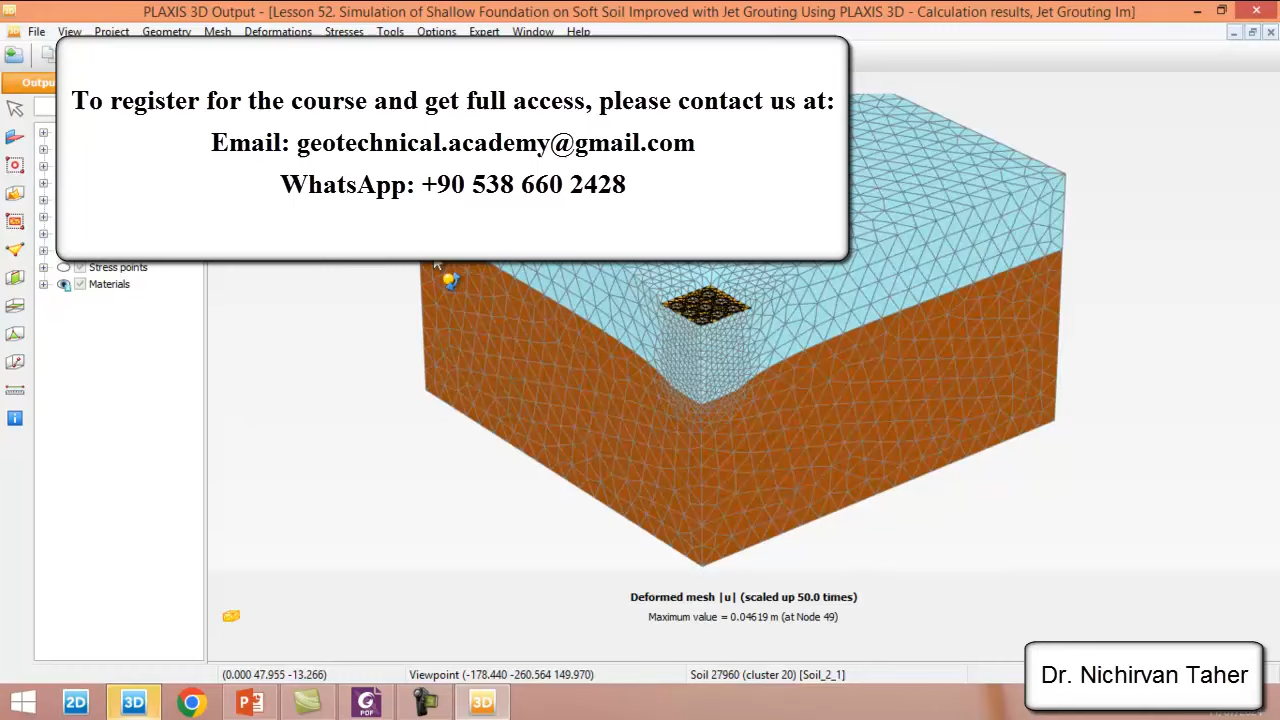 PLAXIS 3D Output - [Lesson 52. Simulation of Shallow Foundation on Soft Soil Improved with Jet Grouting Using PLAXIS 3D - Calculation results, Jet Grouting Im]
File View Project Geometry Mesh Deformations Stresses Tools Options Expert Window Help
Outpu
To register for the course and get full access, please contact us at:
Email: geotechnical.academy@gmail.com
WhatsApp: +90 538 660 2428
Stress points
Materials
Deformed mesh |u| (scaled up 50.0 times)
Maximum value = 0.04619 m (at Node 49)
Dr. Nichirvan Taher
(0.000 47.955 -13.266)
Viewpoint (-178.440 -260.564 149.970)
Soil 27960 (cluster 20) [Soil_2_1]
2D
3D
PDF
3D